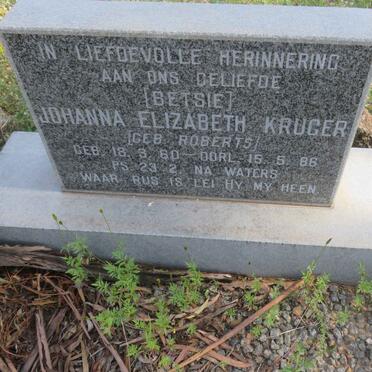 IN LIEFDEVOLLE HERINNERING
AAN ONS GELIEFDE
[BETSIE]
JOHANNA ELIZABETH KRUGER
[GEB. ROBERTS]
GEB. 18. 5. 60 - OORL. 15. 5. 86
PS. 23. 2. NA WATERS
WAAR RUS IS LEI HY MY HEEN